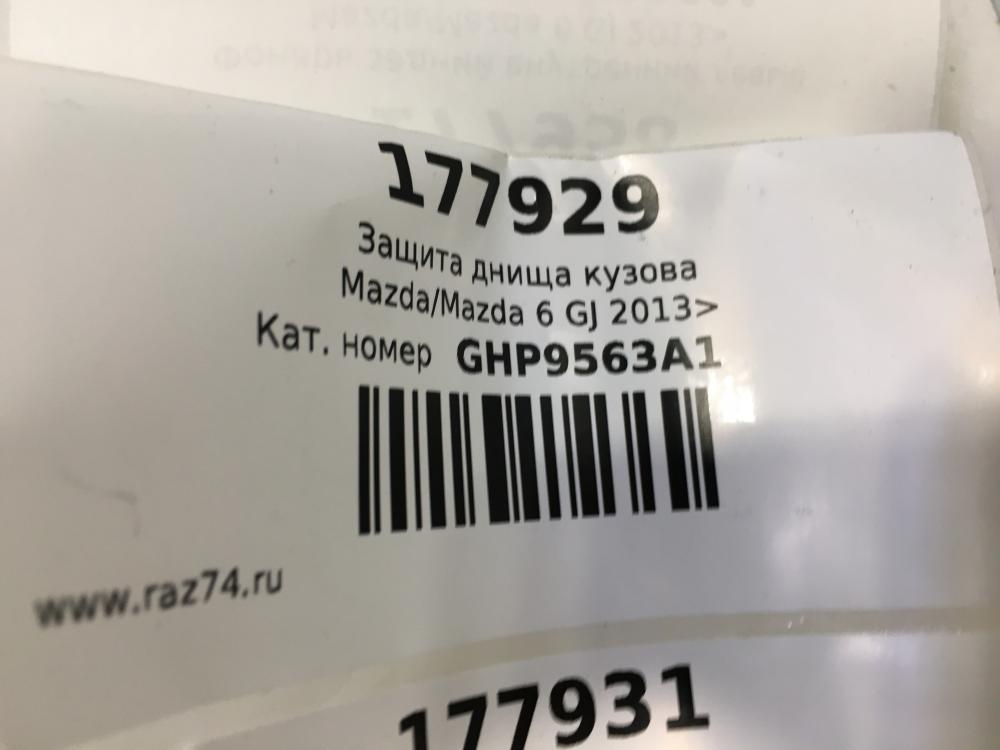 177929
Защита днища кузова
Mazda/Mazda 6 GJ 2013>
Кат. номер GHP9563A1
www.raz74.ru
177931